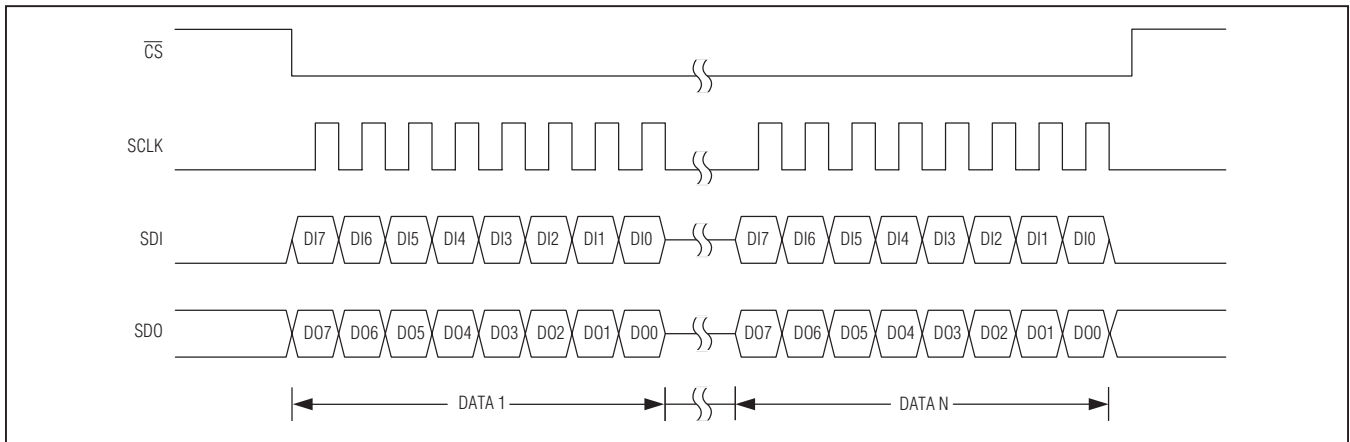 CS
SCLK
SDI DI7 DI6 DI5 DI4 DI3 DI2 DI1 DI0 DI7 DI6 DI5 DI4 DI3 DI2 DI1 DI0
SDO DO7 DO6 DO5 DO4 DO3 DO2 DO1 DO0 DO7 DO6 DO5 DO4 DO3 DO2 DO1 DO0
DATA 1 DATA N